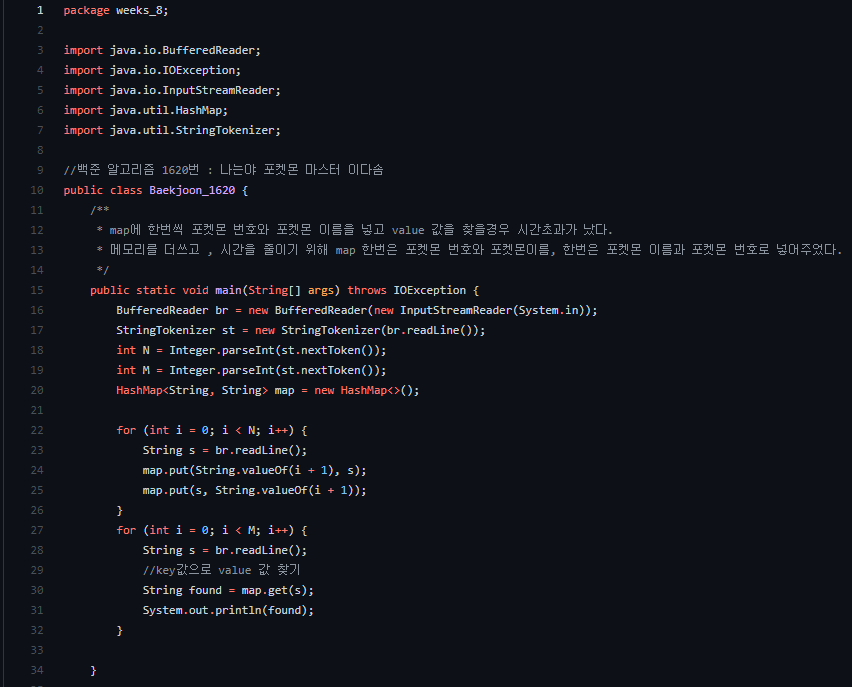 1 package weeks_8;
2
3 import java.io.BufferedReader;
4 import java.io.IOException;
5 import java.io.InputStreamReader;
6 import java.util.HashMap;
7 import java.util.StringTokenizer;
8
9 //백준 알고리즘 1620번 : 나는야 포켓몬 마스터 이다솜
10 public class Baekjoon_1620 {
11     /**
12      * map에 한번씩 포켓몬 번호와 포켓몬 이름을 넣고 value 값을 찾을경우 시간초과가 났다.
13      * 메모리를 더쓰고 , 시간을 줄이기 위해 map 한번은 포켓몬 번호와 포켓몬이름, 한번은 포켓몬 이름과 포켓몬 번호로 넣어주었다.
14      */
15     public static void main(String[] args) throws IOException {
16         BufferedReader br = new BufferedReader(new InputStreamReader(System.in));
17         StringTokenizer st = new StringTokenizer(br.readLine());
18         int N = Integer.parseInt(st.nextToken());
19         int M = Integer.parseInt(st.nextToken());
20         HashMap<String, String> map = new HashMap<>();
21
22         for (int i = 0; i < N; i++) {
23             String s = br.readLine();
24             map.put(String.valueOf(i + 1), s);
25             map.put(s, String.valueOf(i + 1));
26         }
27         for (int i = 0; i < M; i++) {
28             String s = br.readLine();
29             //key값으로 value 값 찾기
30             String found = map.get(s);
31             System.out.println(found);
32         }
33
34     }